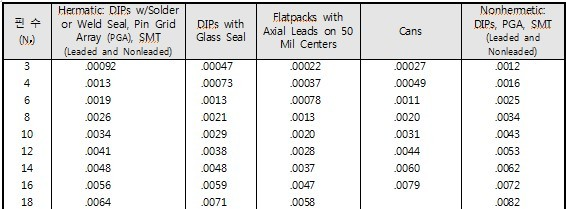 핀 수 (Nₚ) | Hermatic: DIPs w/Solder or Weld Seal, Pin Grid Array (PGA), SMT (Leaded and Nonleaded) | DIPs with Glass Seal | Flatpacks with Axial Leads on 50 Mil Centers | Cans | Nonhermetic: DIPs, PGA, SMT (Leaded and Nonleaded)
3 | .00092 | .00047 | .00022 | .00027 | .0012
4 | .0013 | .00073 | .00037 | .00049 | .0016
6 | .0019 | .0013 | .00078 | .0011 | .0025
8 | .0026 | .0021 | .0013 | .0020 | .0034
10 | .0034 | .0029 | .0020 | .0031 | .0043
12 | .0041 | .0038 | .0028 | .0044 | .0053
14 | .0048 | .0048 | .0037 | .0060 | .0062
16 | .0056 | .0059 | .0047 | .0079 | .0072
18 | .0064 | .0071 | .0058 | | .0082